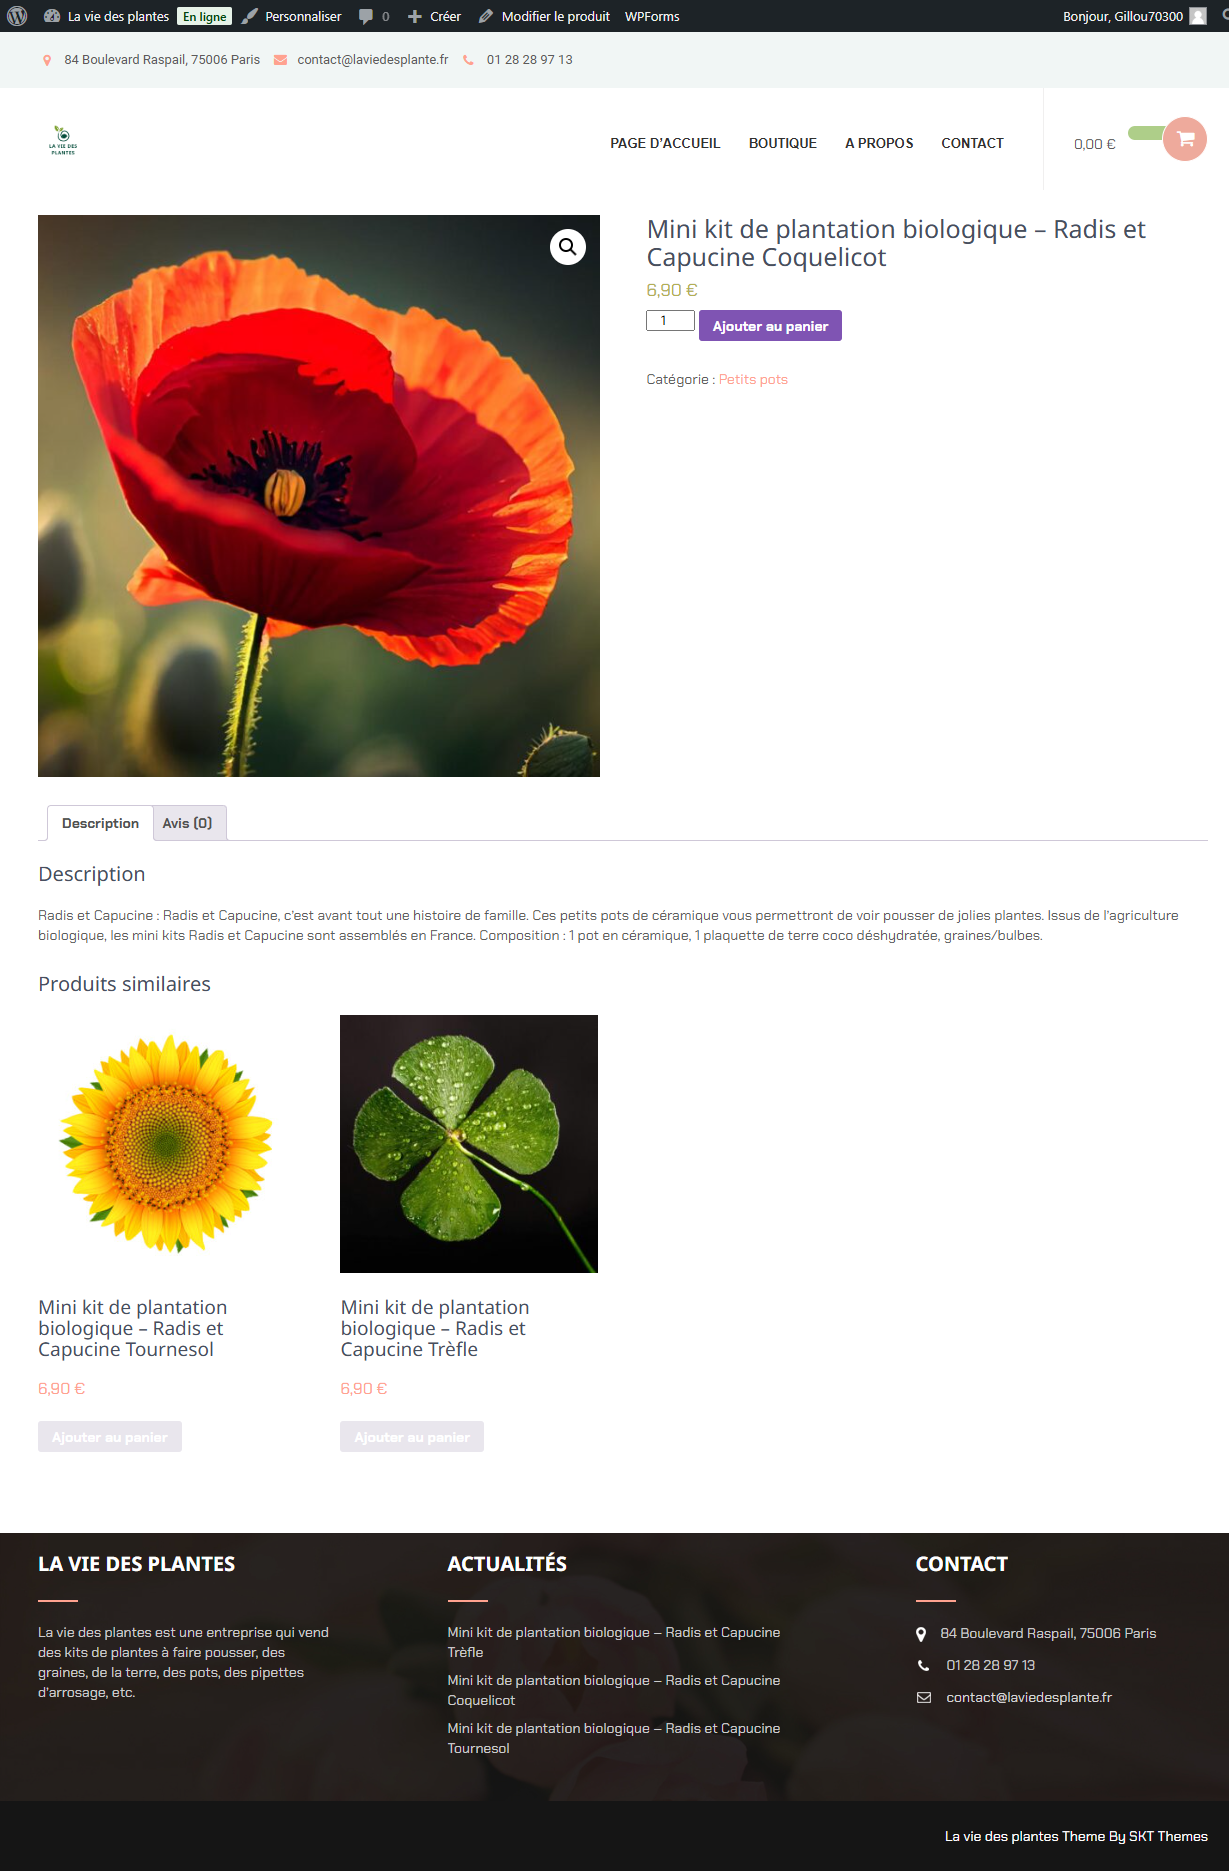 La vie des plantes En ligne Personnaliser 0 Créer Modifier le produit WPForms Bonjour, Gillou70300
84 Boulevard Raspail, 75006 Paris contact@laviedesplante.fr 01 28 28 97 13
LA VIE DES
PLANTES
PAGE D'ACCUEIL BOUTIQUE A PROPOS CONTACT 0,00 €
Mini kit de plantation biologique – Radis et
Capucine Coquelicot
6,90 €
1 Ajouter au panier
Catégorie : Petits pots
Description Avis (0)
Description
Radis et Capucine : Radis et Capucine, c'est avant tout une histoire de famille. Ces petits pots de céramique vous permettront de voir pousser de jolies plantes. Issus de l'agriculture
biologique, les mini kits Radis et Capucine sont assemblés en France. Composition : 1 pot en céramique, 1 plaquette de terre coco déshydratée, graines/bulbes.
Produits similaires
Mini kit de plantation
biologique – Radis et
Capucine Tournesol
6,90 €
Ajouter au panier
Mini kit de plantation
biologique – Radis et
Capucine Trèfle
6,90 €
Ajouter au panier
LA VIE DES PLANTES
La vie des plantes est une entreprise qui vend
des kits de plantes à faire pousser, des
graines, de la terre, des pots, des pipettes
d'arrosage, etc.
ACTUALITÉS
Mini kit de plantation biologique – Radis et Capucine
Trèfle
Mini kit de plantation biologique – Radis et Capucine
Coquelicot
Mini kit de plantation biologique – Radis et Capucine
Tournesol
CONTACT
84 Boulevard Raspail, 75006 Paris
01 28 28 97 13
contact@laviedesplante.fr
La vie des plantes Theme By SKT Themes